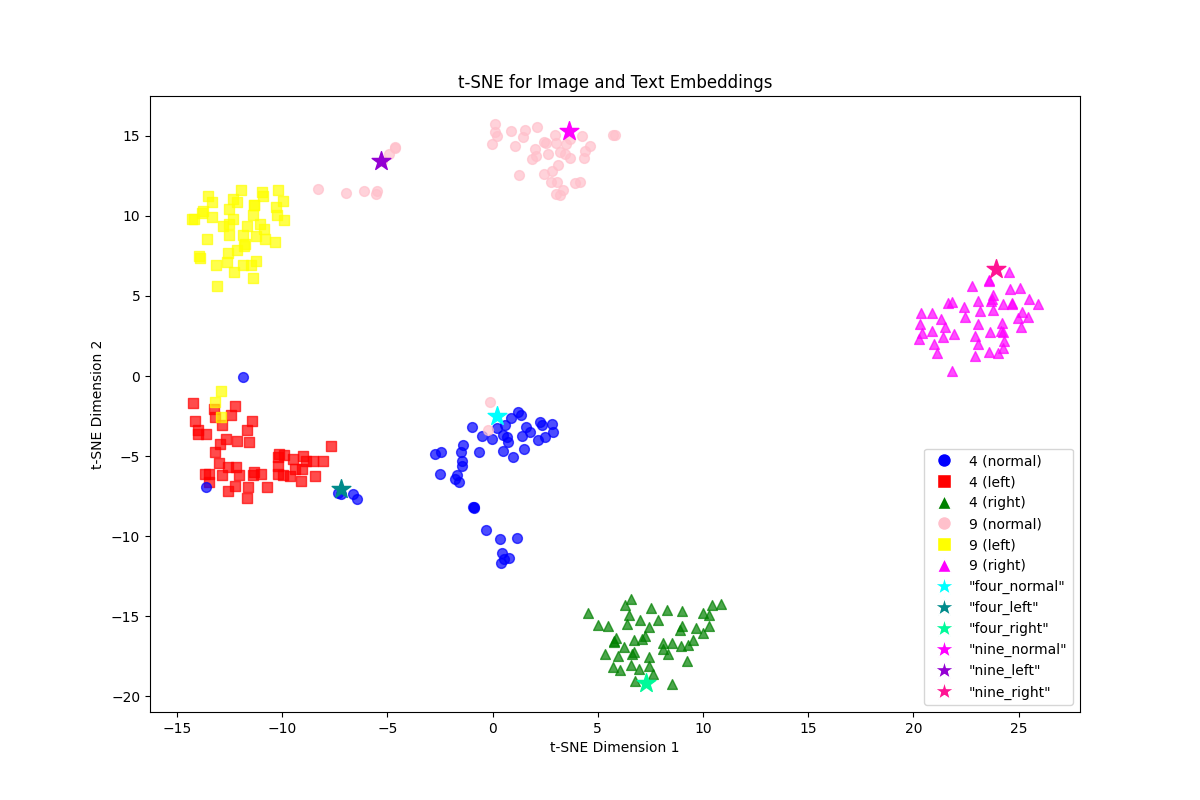 t-SNE for Image and Text Embeddings
t-SNE Dimension 2
15
10
5
0
−5
−10
−15
−20
−15
−10
−5
0
5
10
15
20
25
t-SNE Dimension 1
4 (normal)
4 (left)
4 (right)
9 (normal)
9 (left)
9 (right)
"four_normal"
"four_left"
"four_right"
"nine_normal"
"nine_left"
"nine_right"